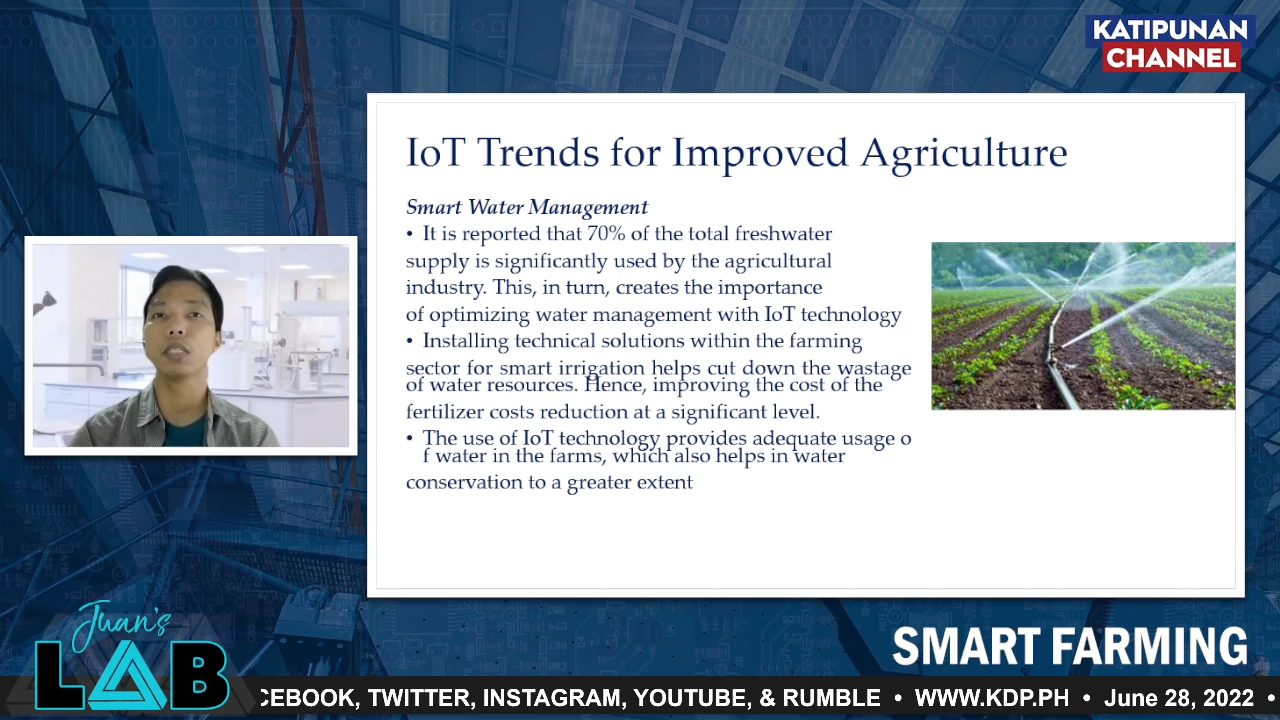 KATIPUNAN
CHANNEL
IoT Trends for Improved Agriculture
Smart Water Management
• It is reported that 70% of the total freshwater
supply is significantly used by the agricultural
industry. This, in turn, creates the importance
of optimizing water management with IoT technology
• Installing technical solutions within the farming
sector for smart irrigation helps cut down the wastage
of water resources. Hence, improving the cost of the
fertilizer costs reduction at a significant level.
• The use of IoT technology provides adequate usage o
f water in the farms, which also helps in water
conservation to a greater extent
Juan's
LAB
SMART FARMING
CEBOOK, TWITTER, INSTAGRAM, YOUTUBE, & RUMBLE • WWW.KDP.PH • June 28, 2022 •